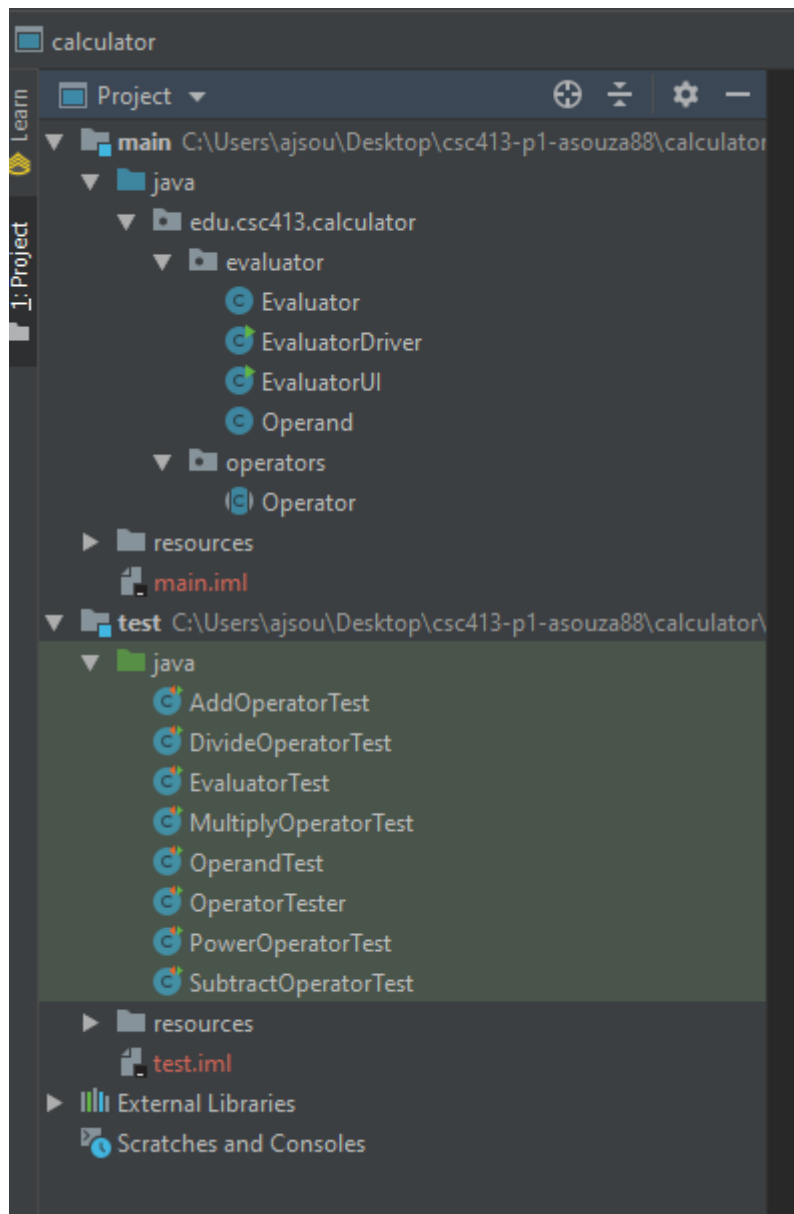 calculator
Project
Learn
1: Project
main C:\Users\ajsou\Desktop\csc413-p1-asouza88\calculator
java
edu.csc413.calculator
evaluator
Evaluator
EvaluatorDriver
EvaluatorUI
Operand
operators
Operator
resources
main.iml
test C:\Users\ajsou\Desktop\csc413-p1-asouza88\calculator\
java
AddOperatorTest
DivideOperatorTest
EvaluatorTest
MultiplyOperatorTest
OperandTest
OperatorTester
PowerOperatorTest
SubtractOperatorTest
resources
test.iml
External Libraries
Scratches and Consoles